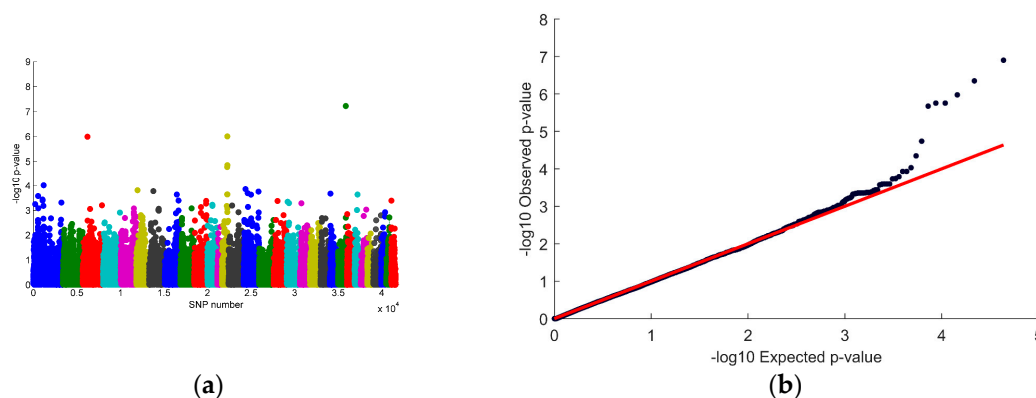 9
8
7
6
5
4
3
2
1
0
-log10 p-value
0 0.5 1 1.5 2 2.5 3 3.5 4
SNP number
x 10⁴
(a)
8
7
6
5
4
3
2
1
0
-log10 Observed p-value
0 1 2 3 4 5
-log10 Expected p-value
(b)